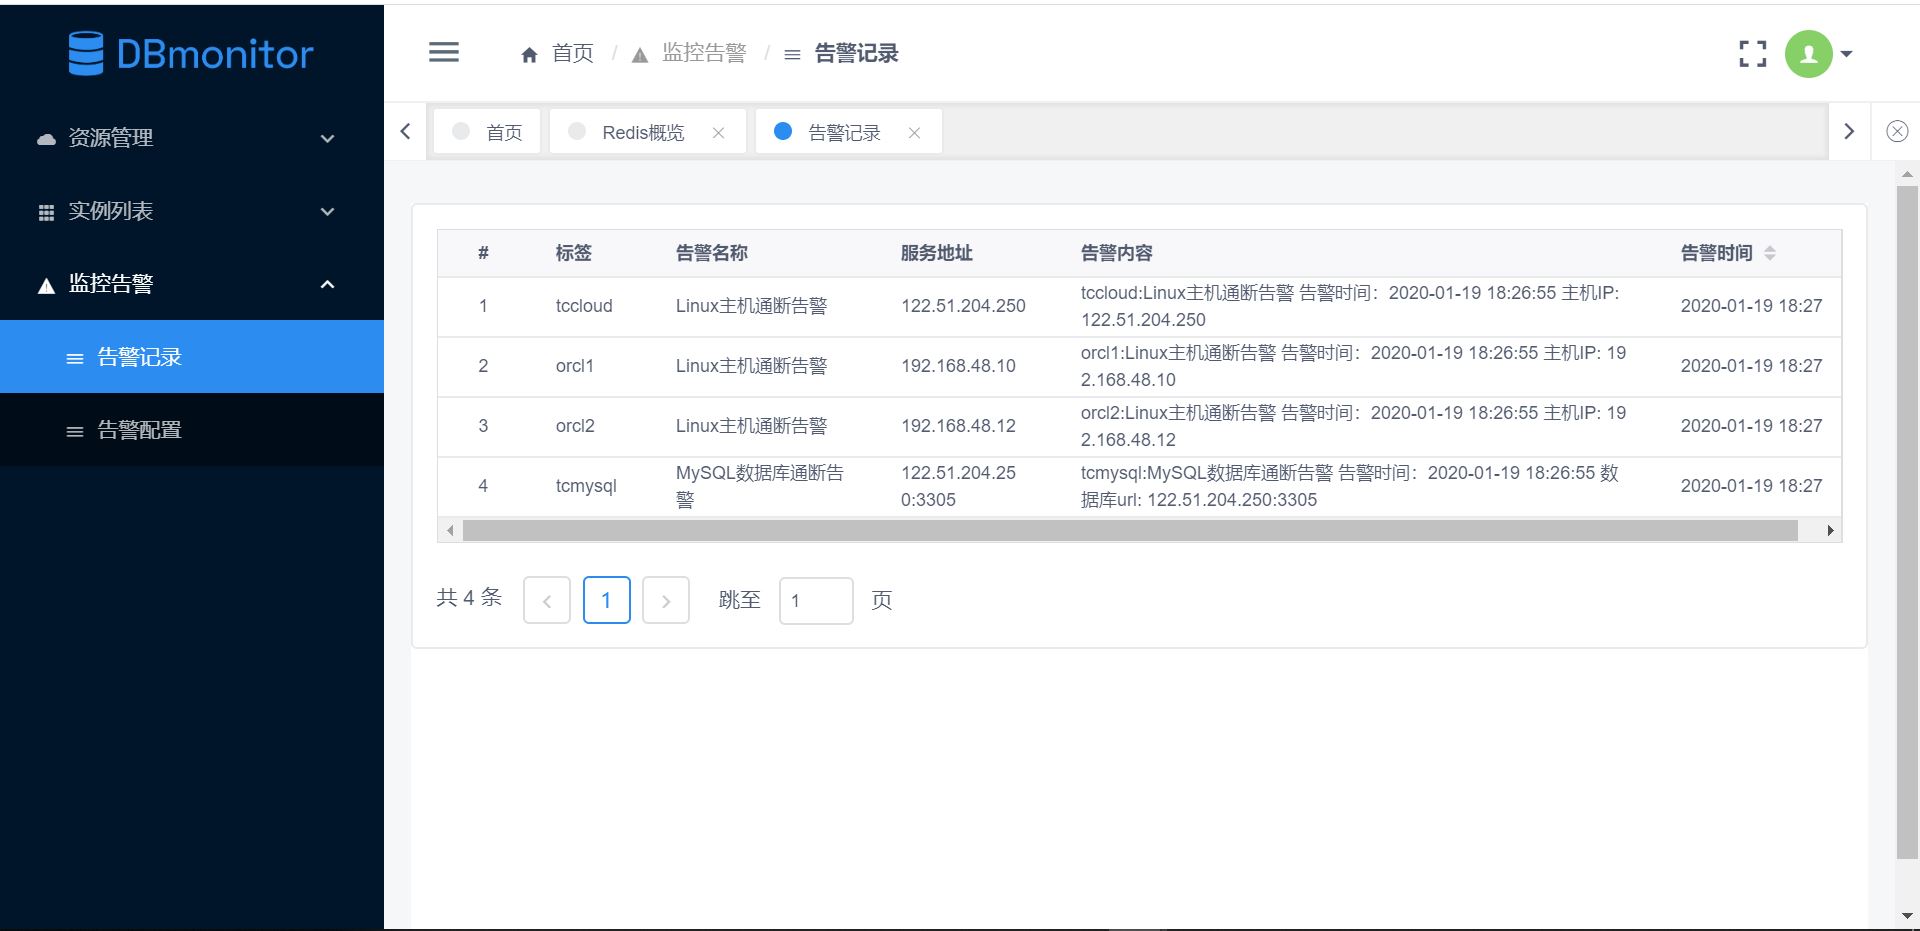 DBmonitor
资源管理
实例列表
监控告警
告警记录
告警配置
首页 / 监控告警 / 告警记录
首页 Redis概览 告警记录
# 标签 告警名称 服务地址 告警内容 告警时间
1 tccloud Linux主机通断告警 122.51.204.250 tccloud:Linux主机通断告警 告警时间：2020-01-19 18:26:55 主机IP: 2020-01-19 18:27
122.51.204.250
2 orcl1 Linux主机通断告警 192.168.48.10 orcl1:Linux主机通断告警 告警时间：2020-01-19 18:26:55 主机IP: 19 2020-01-19 18:27
2.168.48.10
3 orcl2 Linux主机通断告警 192.168.48.12 orcl2:Linux主机通断告警 告警时间：2020-01-19 18:26:55 主机IP: 19 2020-01-19 18:27
2.168.48.12
4 tcmysql MySQL数据库通断告 122.51.204.25 tcmysql:MySQL数据库通断告警 告警时间：2020-01-19 18:26:55 数 2020-01-19 18:27
警 0:3305 据库url: 122.51.204.250:3305
共 4 条 1 跳至 1 页